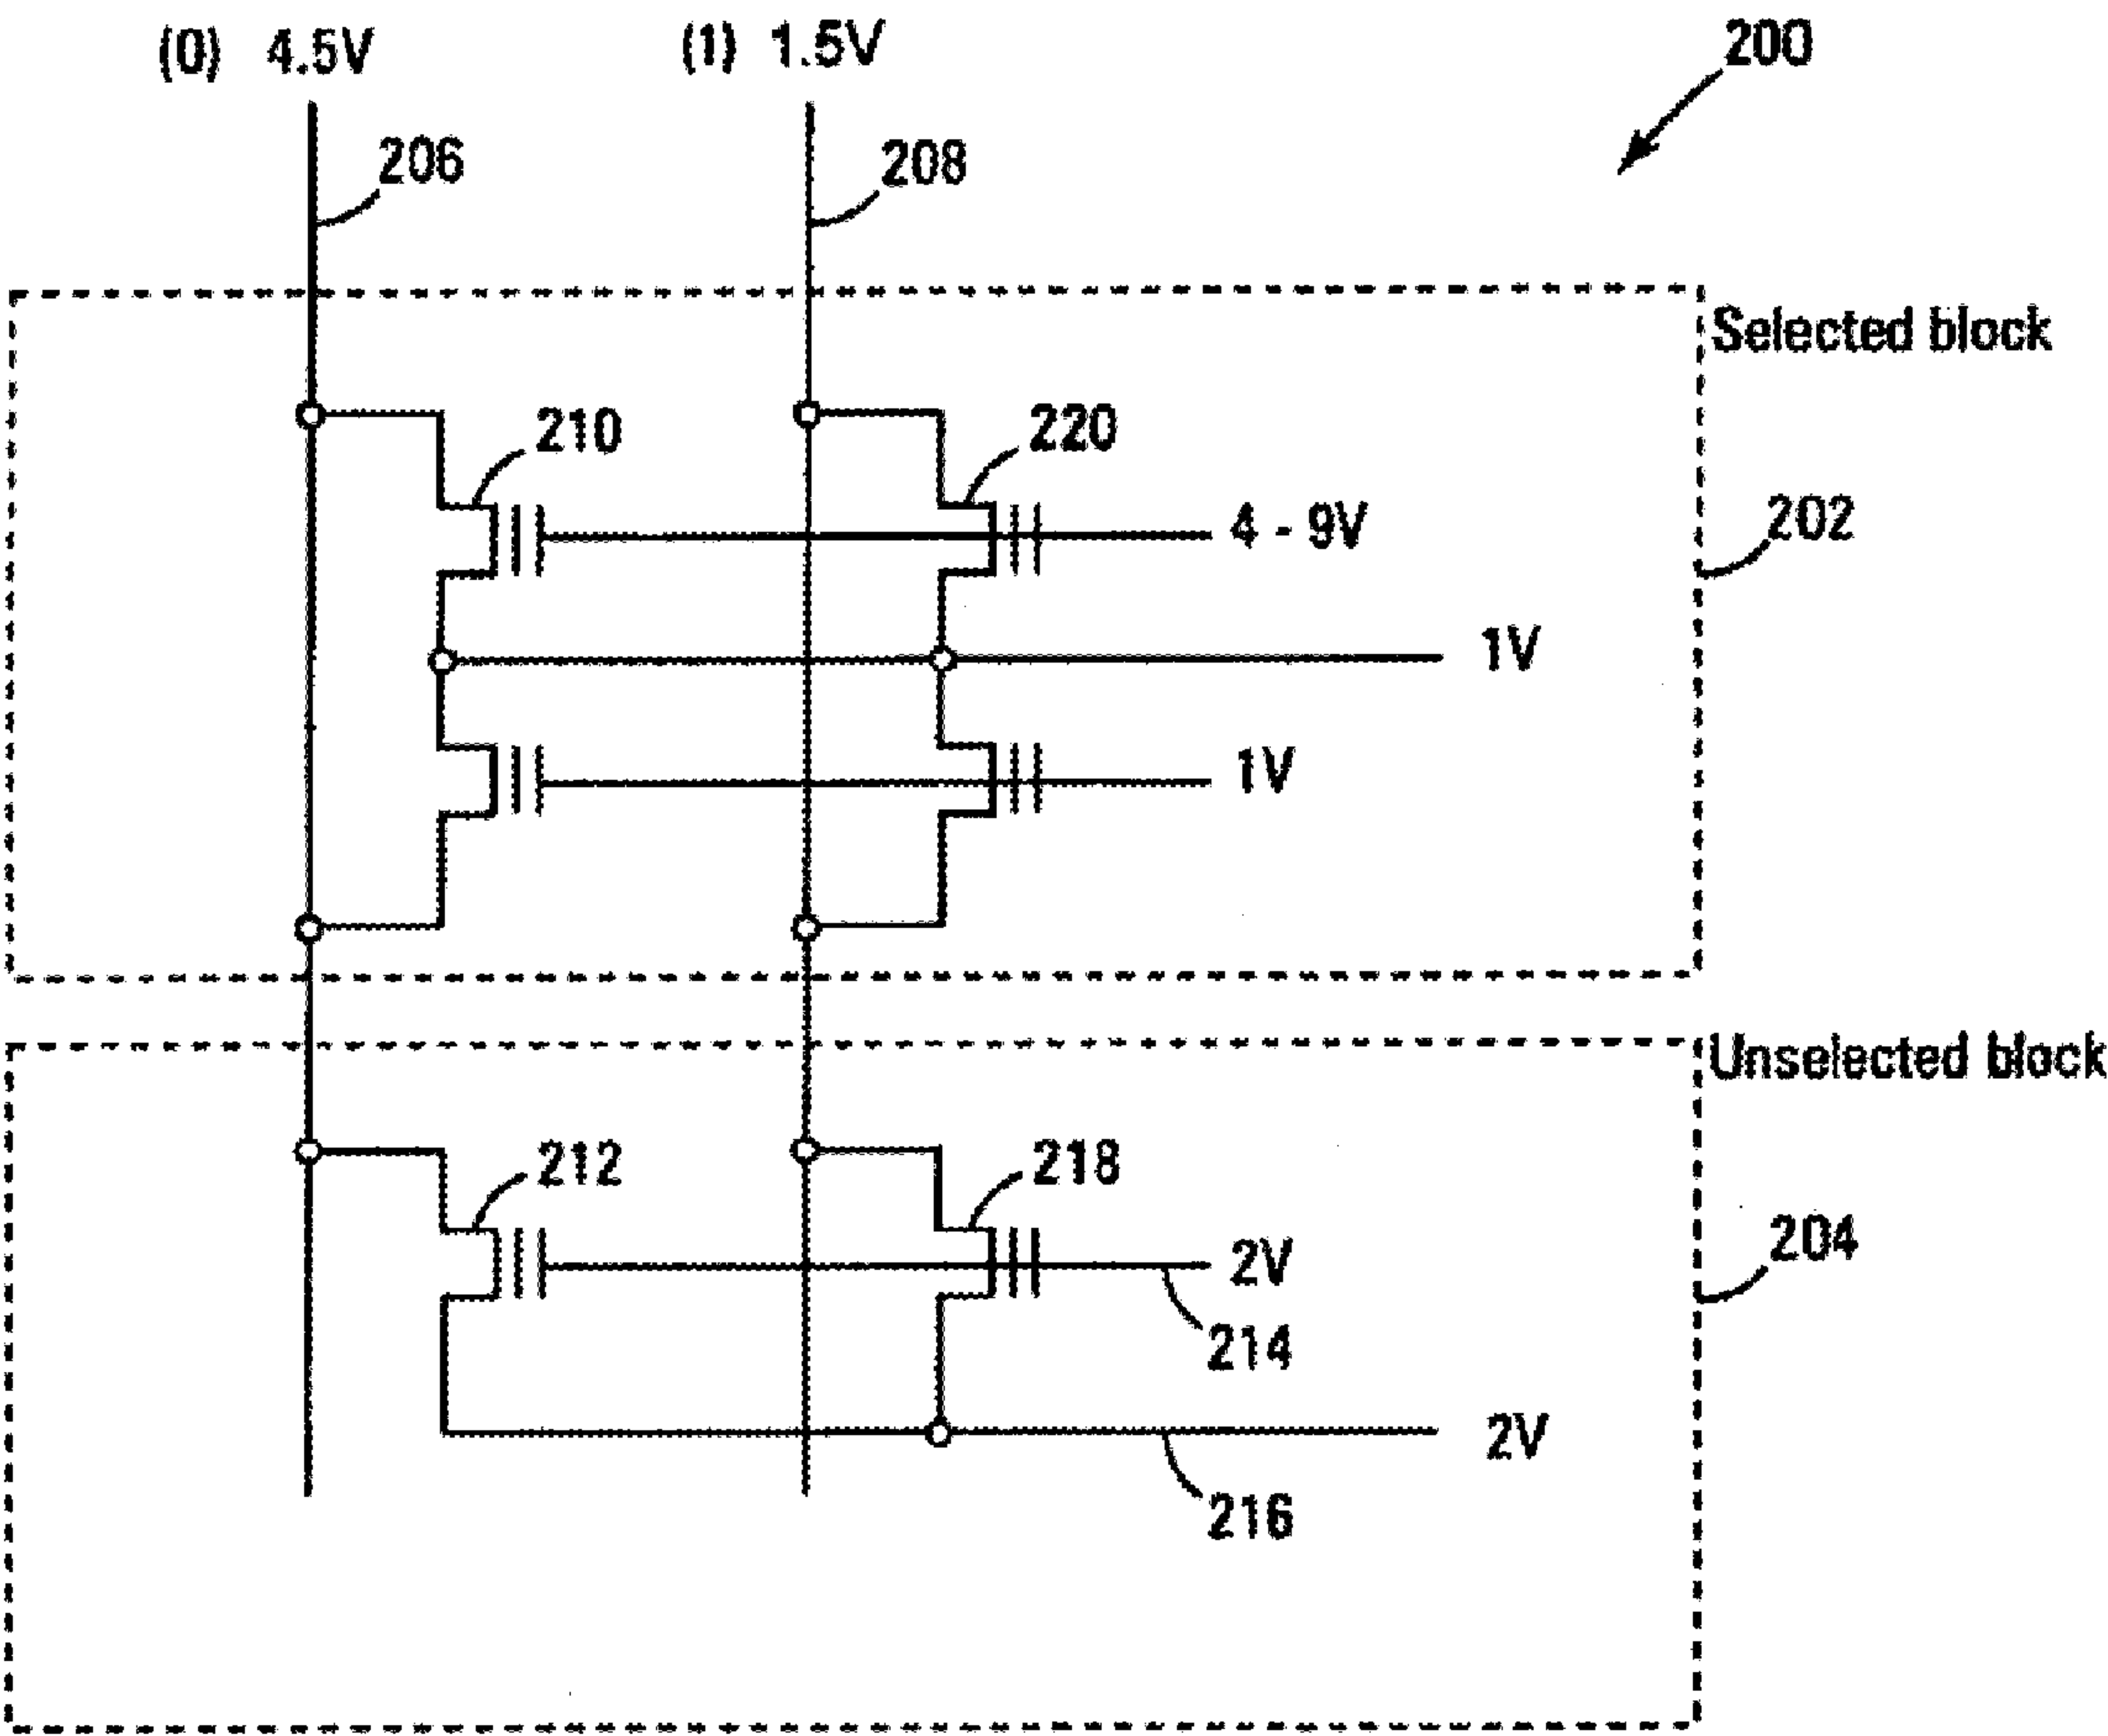 (0) 4.5V
(1) 1.5V
200
206
208
Selected block
210
220
4 - 9V
202
1V
1V
Unselected block
212
218
2V
204
214
2V
216